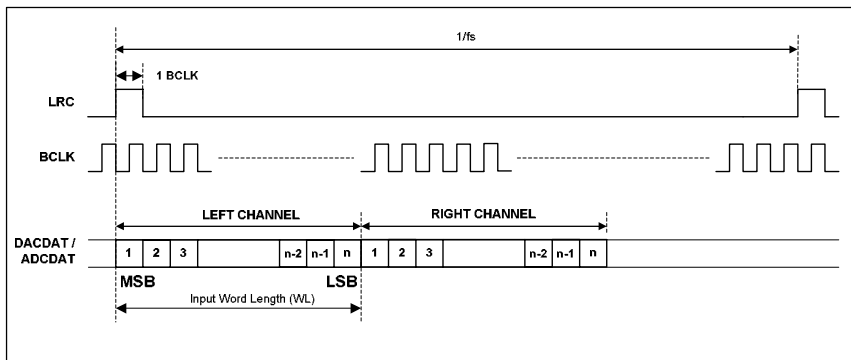 1/fs
1 BCLK
LRC
BCLK
LEFT CHANNEL
RIGHT CHANNEL
DACDAT /
ADCDAT
1 2 3 n-2 n-1 n 1 2 3 n-2 n-1 n
MSB LSB
Input Word Length (WL)